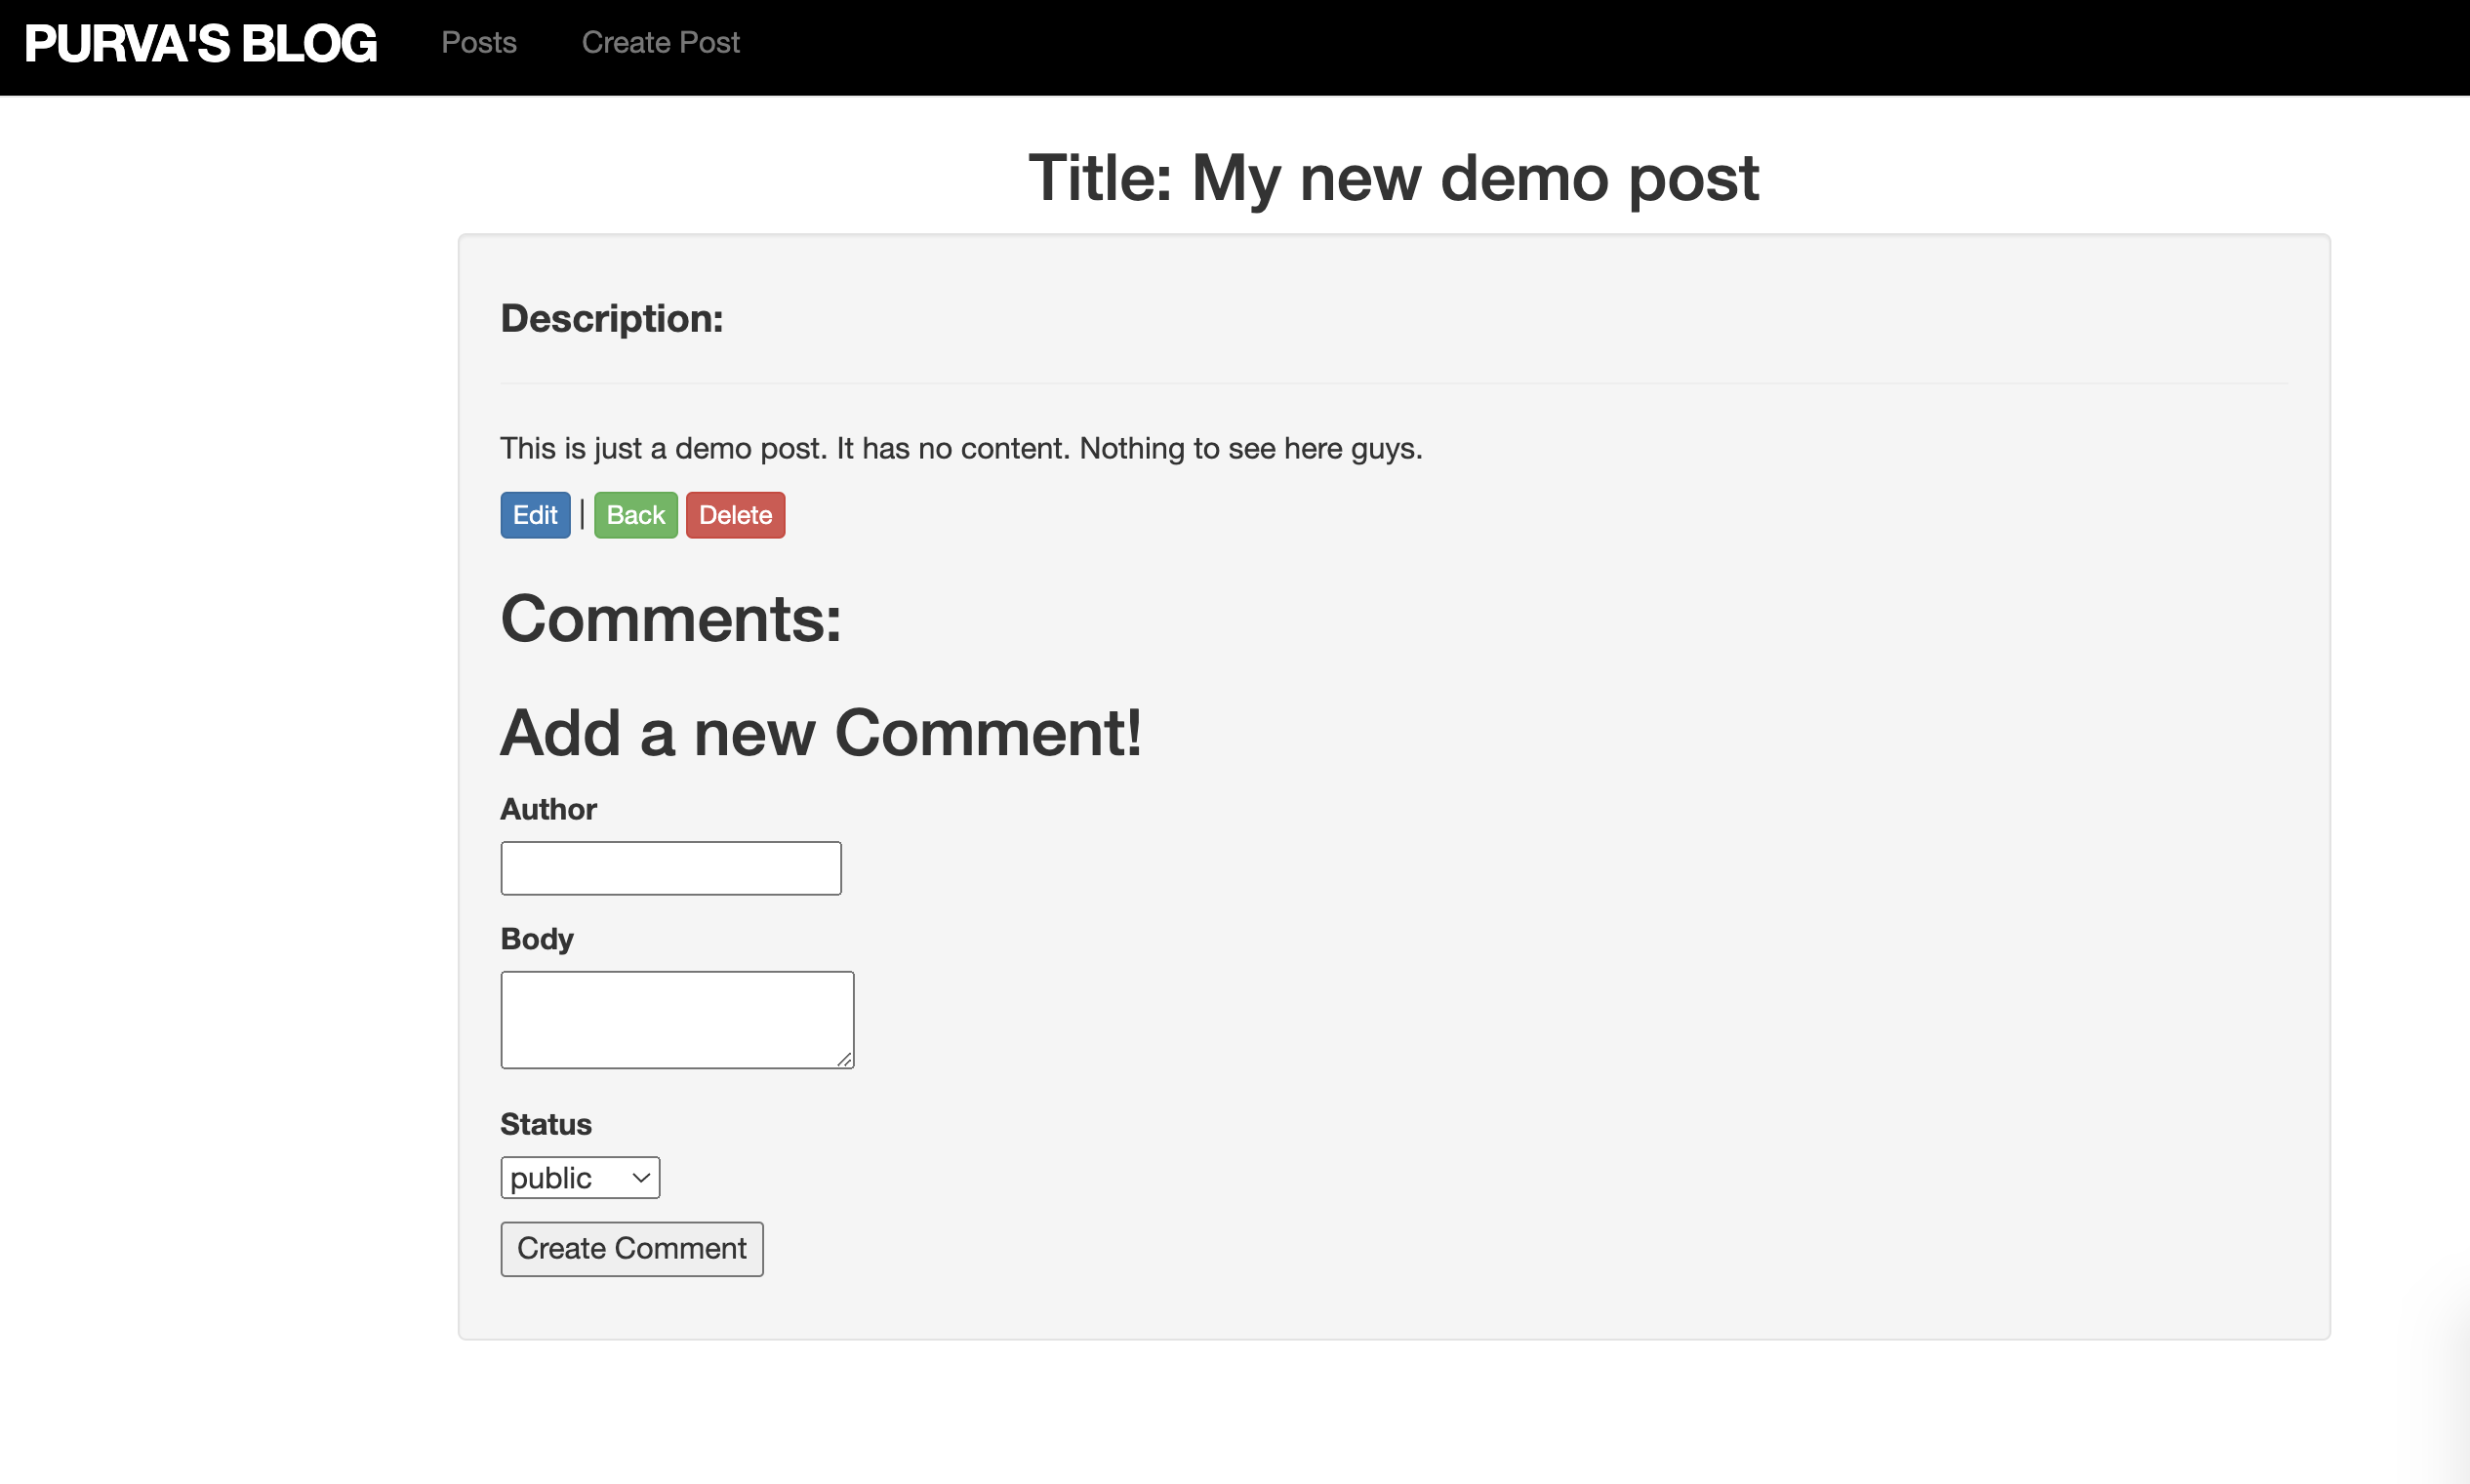 PURVA'S BLOG Posts Create Post
Title: My new demo post
Description:
This is just a demo post. It has no content. Nothing to see here guys.
Edit | Back Delete
Comments:
Add a new Comment!
Author
Body
Status
public
Create Comment